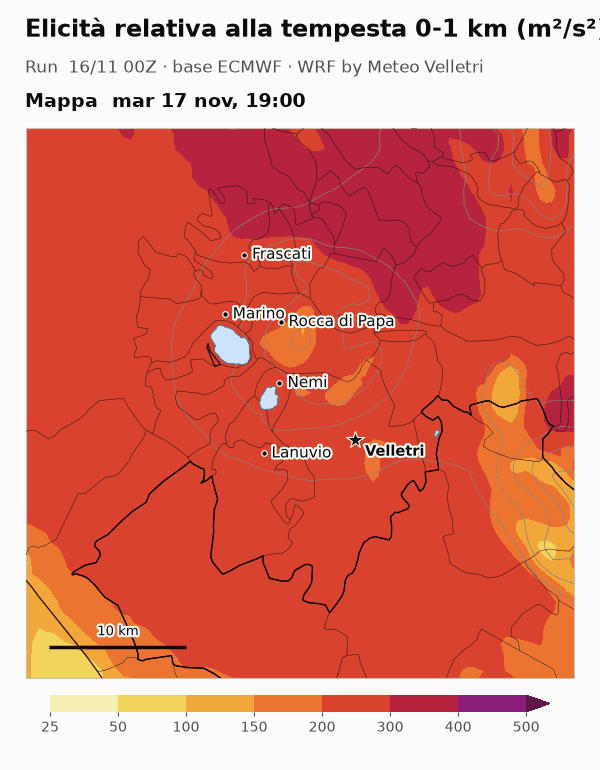 Elicità relativa alla tempesta 0-1 km (m²/s²)
Run 16/11 00Z · base ECMWF · WRF by Meteo Velletri
Mappa mar 17 nov, 19:00
Frascati
Marino
Rocca di Papa
Nemi
Velletri
Lanuvio
10 km
25 50 100 150 200 300 400 500